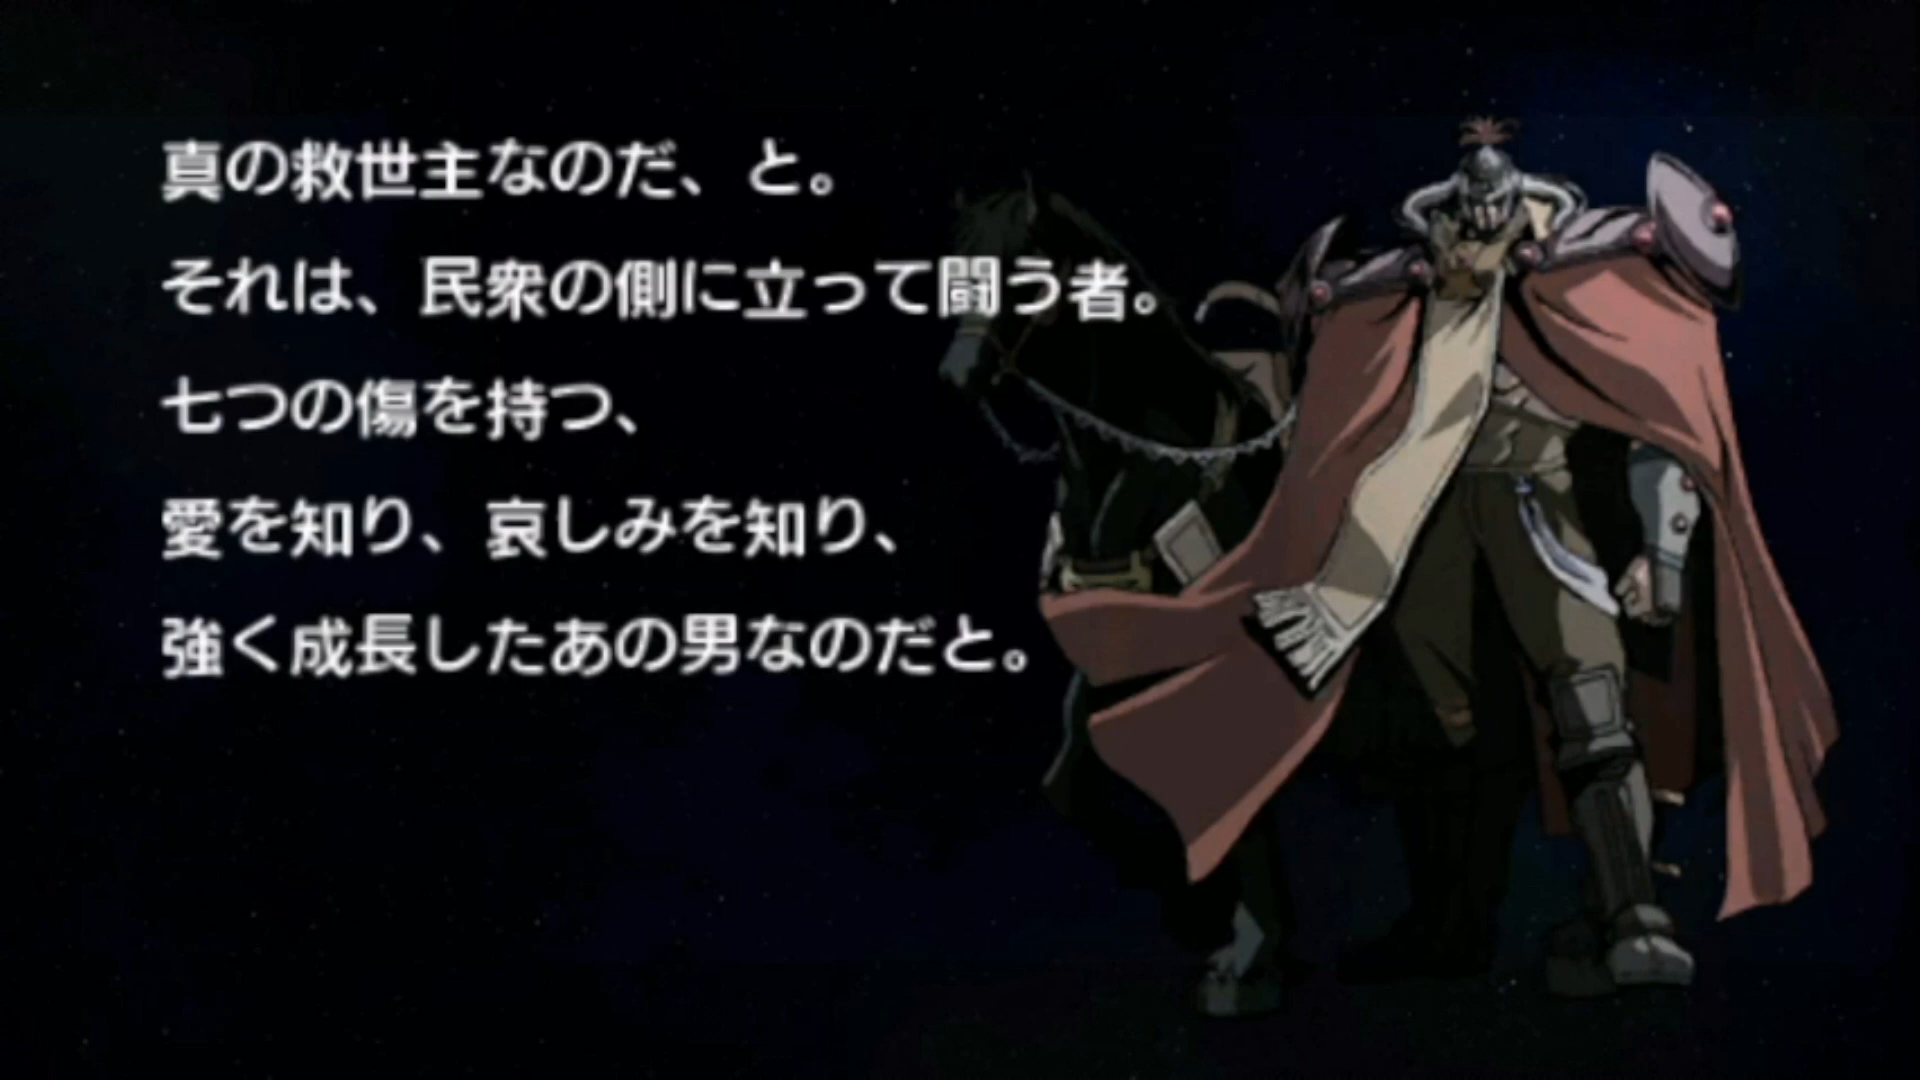 真の救世主なのだ、と。
それは、民衆の側に立って闘う者。
七つの傷を持つ、
愛を知り、哀しみを知り、
強く成長したあの男なのだと。